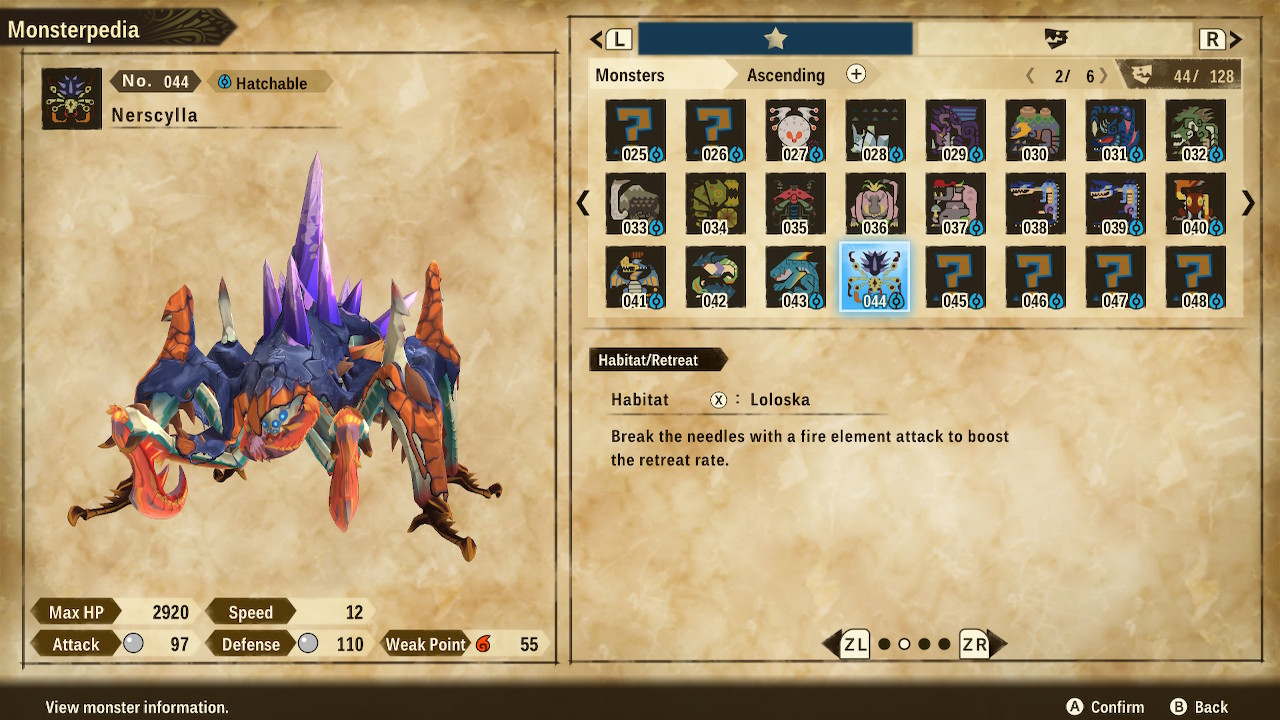 Monsterpedia
No. 044
Hatchable
Nerscylla
L
R
Monsters
Ascending
2/ 6
44/ 128
025
026
027
028
029
030
031
032
033
034
035
036
037
038
039
040
041
042
043
044
045
046
047
048
Habitat/Retreat
Habitat X : Loloska
Break the needles with a fire element attack to boost
the retreat rate.
Max HP 2920
Speed 12
Attack 97
Defense 110
Weak Point 55
ZL
ZR
View monster information.
A Confirm
B Back